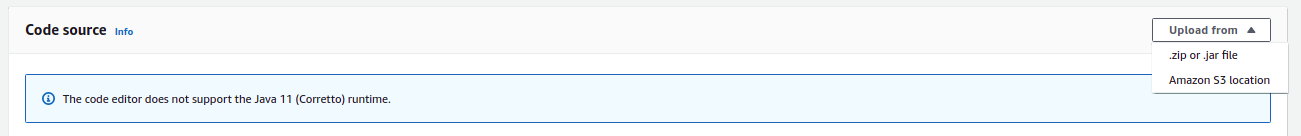 Code source Info
Upload from
.zip or .jar file
Amazon S3 location
The code editor does not support the Java 11 (Corretto) runtime.